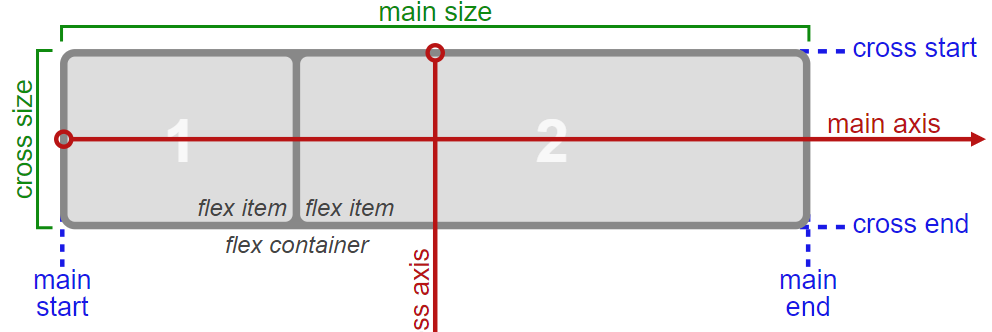 main size
cross start
cross size
1
2
main axis
flex item
flex item
cross end
flex container
main
start
ss axis
main
end